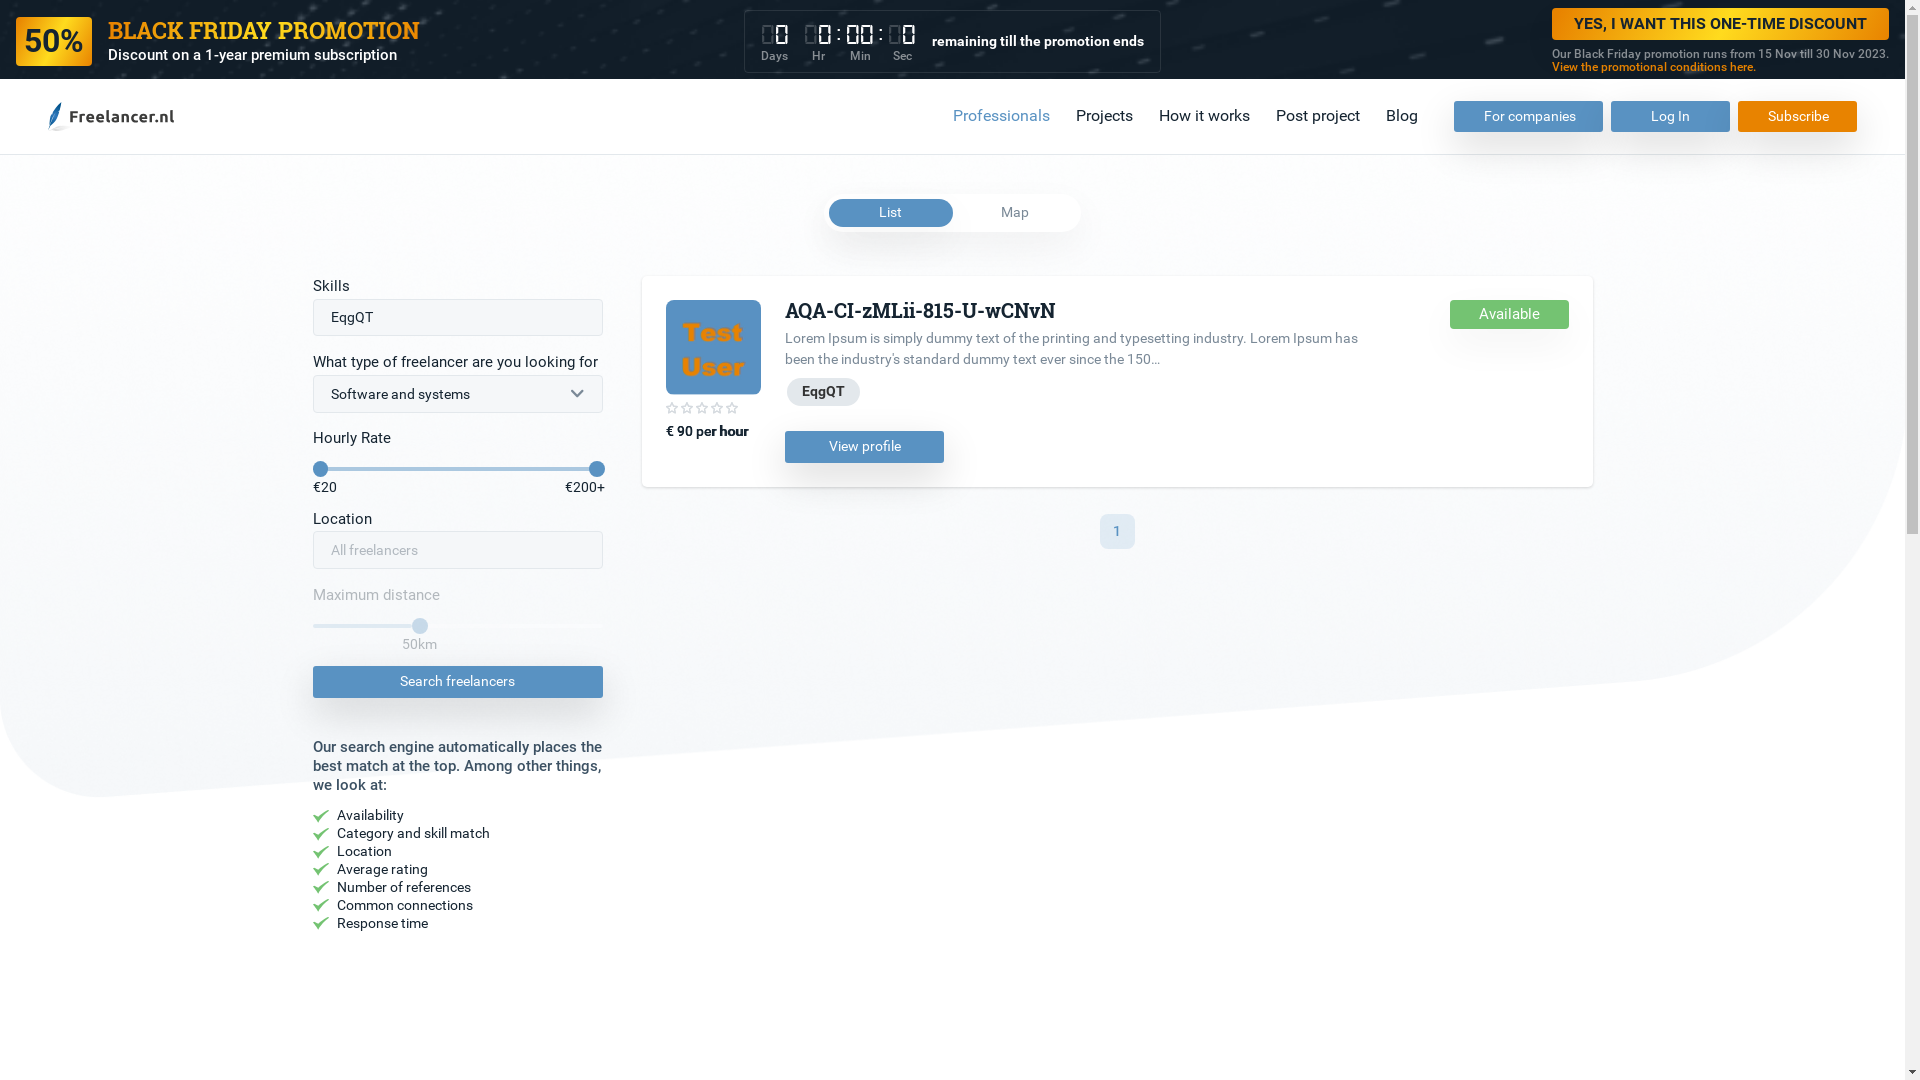 50%
BLACK FRIDAY PROMOTION
Discount on a 1-year premium subscription
0 0 : 00 : 0
Days Hr Min Sec
remaining till the promotion ends
YES, I WANT THIS ONE-TIME DISCOUNT
Our Black Friday promotion runs from 15 Nov till 30 Nov 2023.
View the promotional conditions here.
Freelancer.nl
Professionals
Projects
How it works
Post project
Blog
For companies
Log In
Subscribe
List
Map
Skills
EqgQT
What type of freelancer are you looking for
Software and systems
Hourly Rate
€20
€200+
Location
All freelancers
Maximum distance
50km
Search freelancers
Our search engine automatically places the
best match at the top. Among other things,
we look at:
Availability
Category and skill match
Location
Average rating
Number of references
Common connections
Response time
Test
User
€ 90 per hour
AQA-CI-zMLii-815-U-wCNvN
Lorem Ipsum is simply dummy text of the printing and typesetting industry. Lorem Ipsum has
been the industry's standard dummy text ever since the 150...
EqgQT
View profile
Available
1